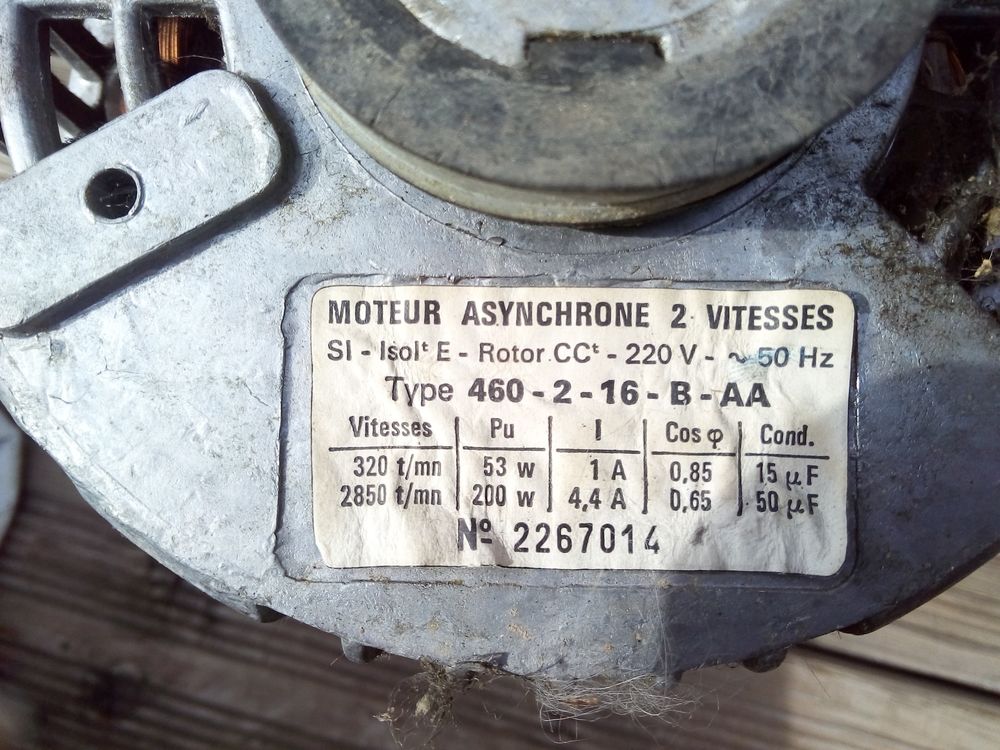 MOTEUR ASYNCHRONE 2 VITESSES
SI - Isolᵗ E - Rotor CCᵗ - 220 V - ~ 50 Hz
Type 460 - 2 - 16 - B - AA
Vitesses Pu I Cos φ Cond.
320 t/mn 53 w 1 A 0,85 15 µF
2850 t/mn 200 w 4,4 A 0,65 50 µF
Nº 2267014